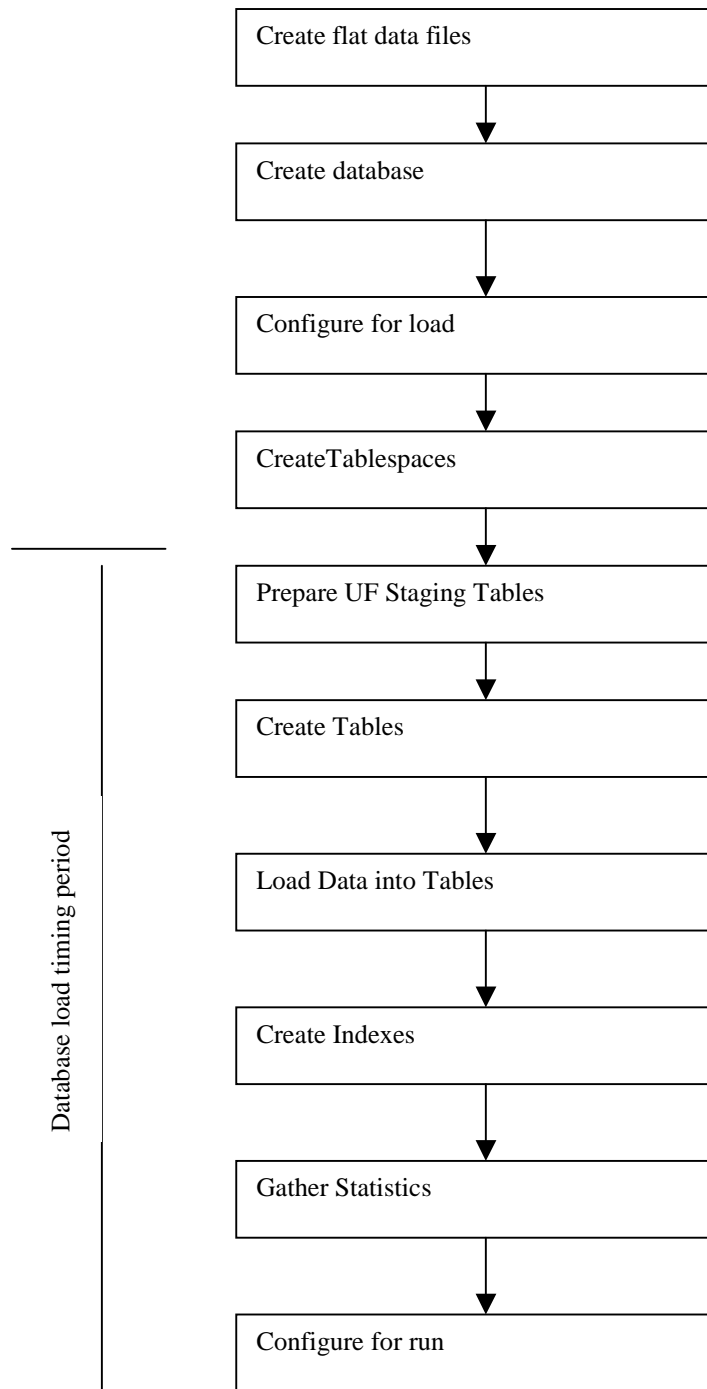 Create flat data files
Create database
Configure for load
CreateTablespaces
Prepare UF Staging Tables
Create Tables
Load Data into Tables
Create Indexes
Gather Statistics
Configure for run
Database load timing period